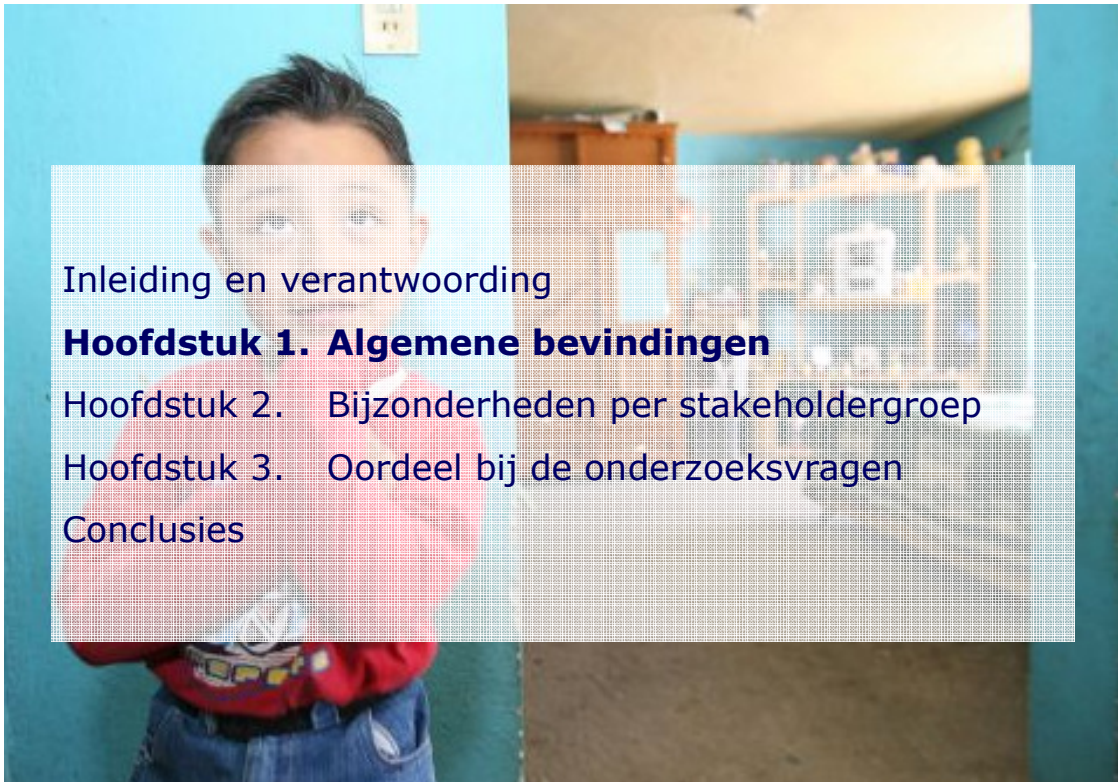 Inleiding en verantwoording
Hoofdstuk 1. Algemene bevindingen
Hoofdstuk 2. Bijzonderheden per stakeholdergroep
Hoofdstuk 3. Oordeel bij de onderzoeksvragen
Conclusies